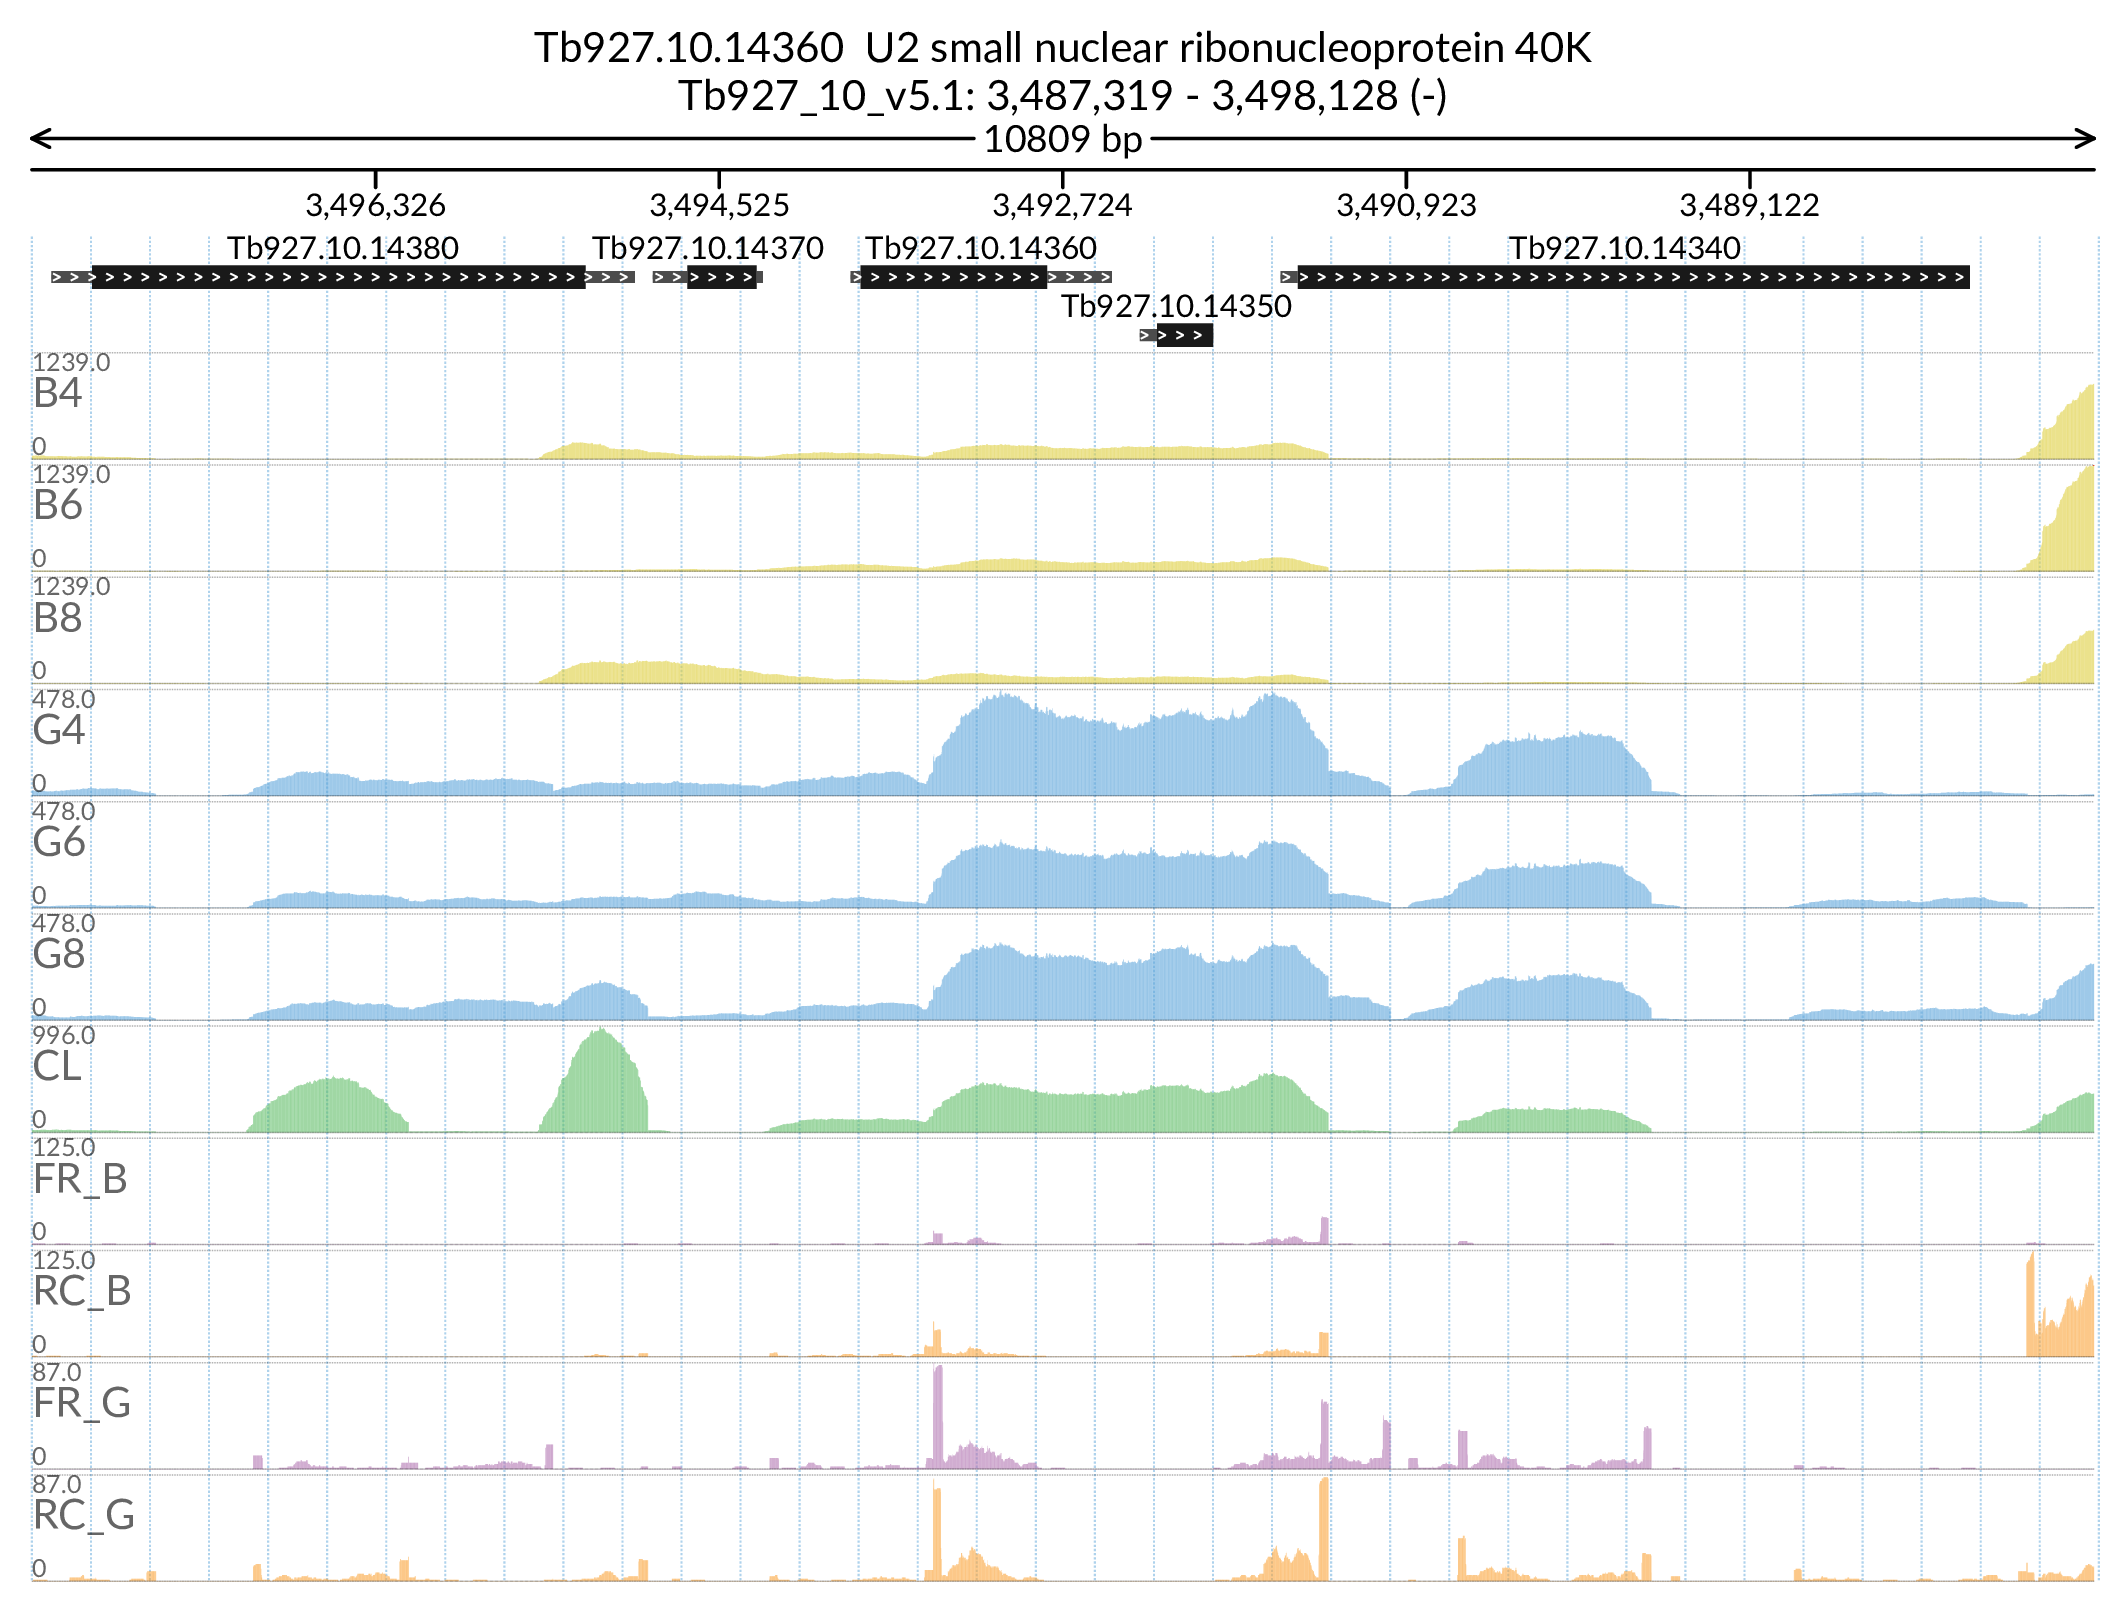 Tb927.10.14360  U2 small nuclear ribonucleoprotein 40K
Tb927_10_v5.1: 3,487,319 - 3,498,128 (-)
10809 bp
3,496,326 3,494,525 3,492,724 3,490,923 3,489,122
Tb927.10.14380 Tb927.10.14370 Tb927.10.14360 Tb927.10.14340
Tb927.10.14350
1239.0
B4
0
1239.0
B6
0
1239.0
B8
0
478.0
G4
0
478.0
G6
0
478.0
G8
0
996.0
CL
0
125.0
FR_B
0
125.0
RC_B
0
87.0
FR_G
0
87.0
RC_G
0